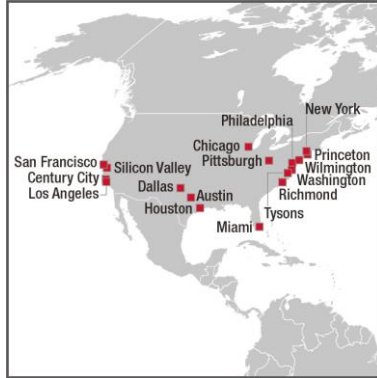 New York
Philadelphia
Chicago
Princeton
Pittsburgh
Wilmington
San Francisco
Silicon Valley
Century City
Washington
Dallas
Richmond
Los Angeles
Austin
Houston
Tysons
Miami